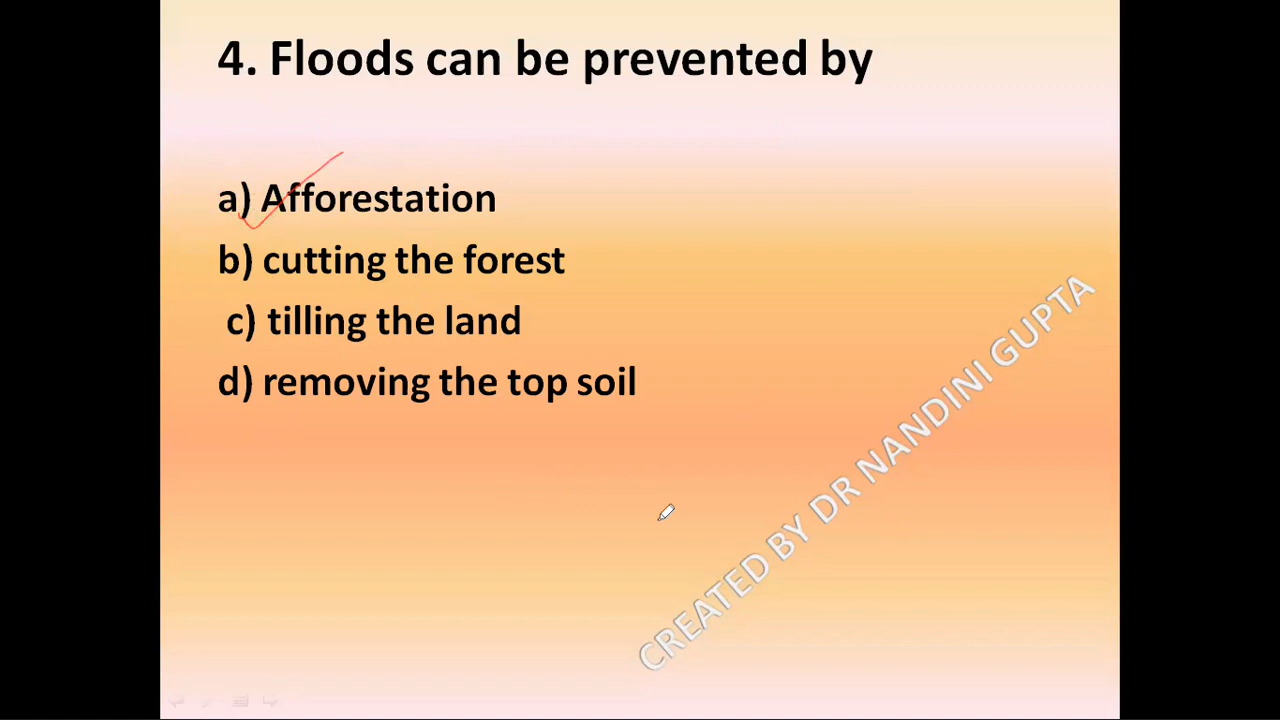 4. Floods can be prevented by
a) Afforestation
b) cutting the forest
c) tilling the land
d) removing the top soil
CREATED BY DR NANDINI GUPTA